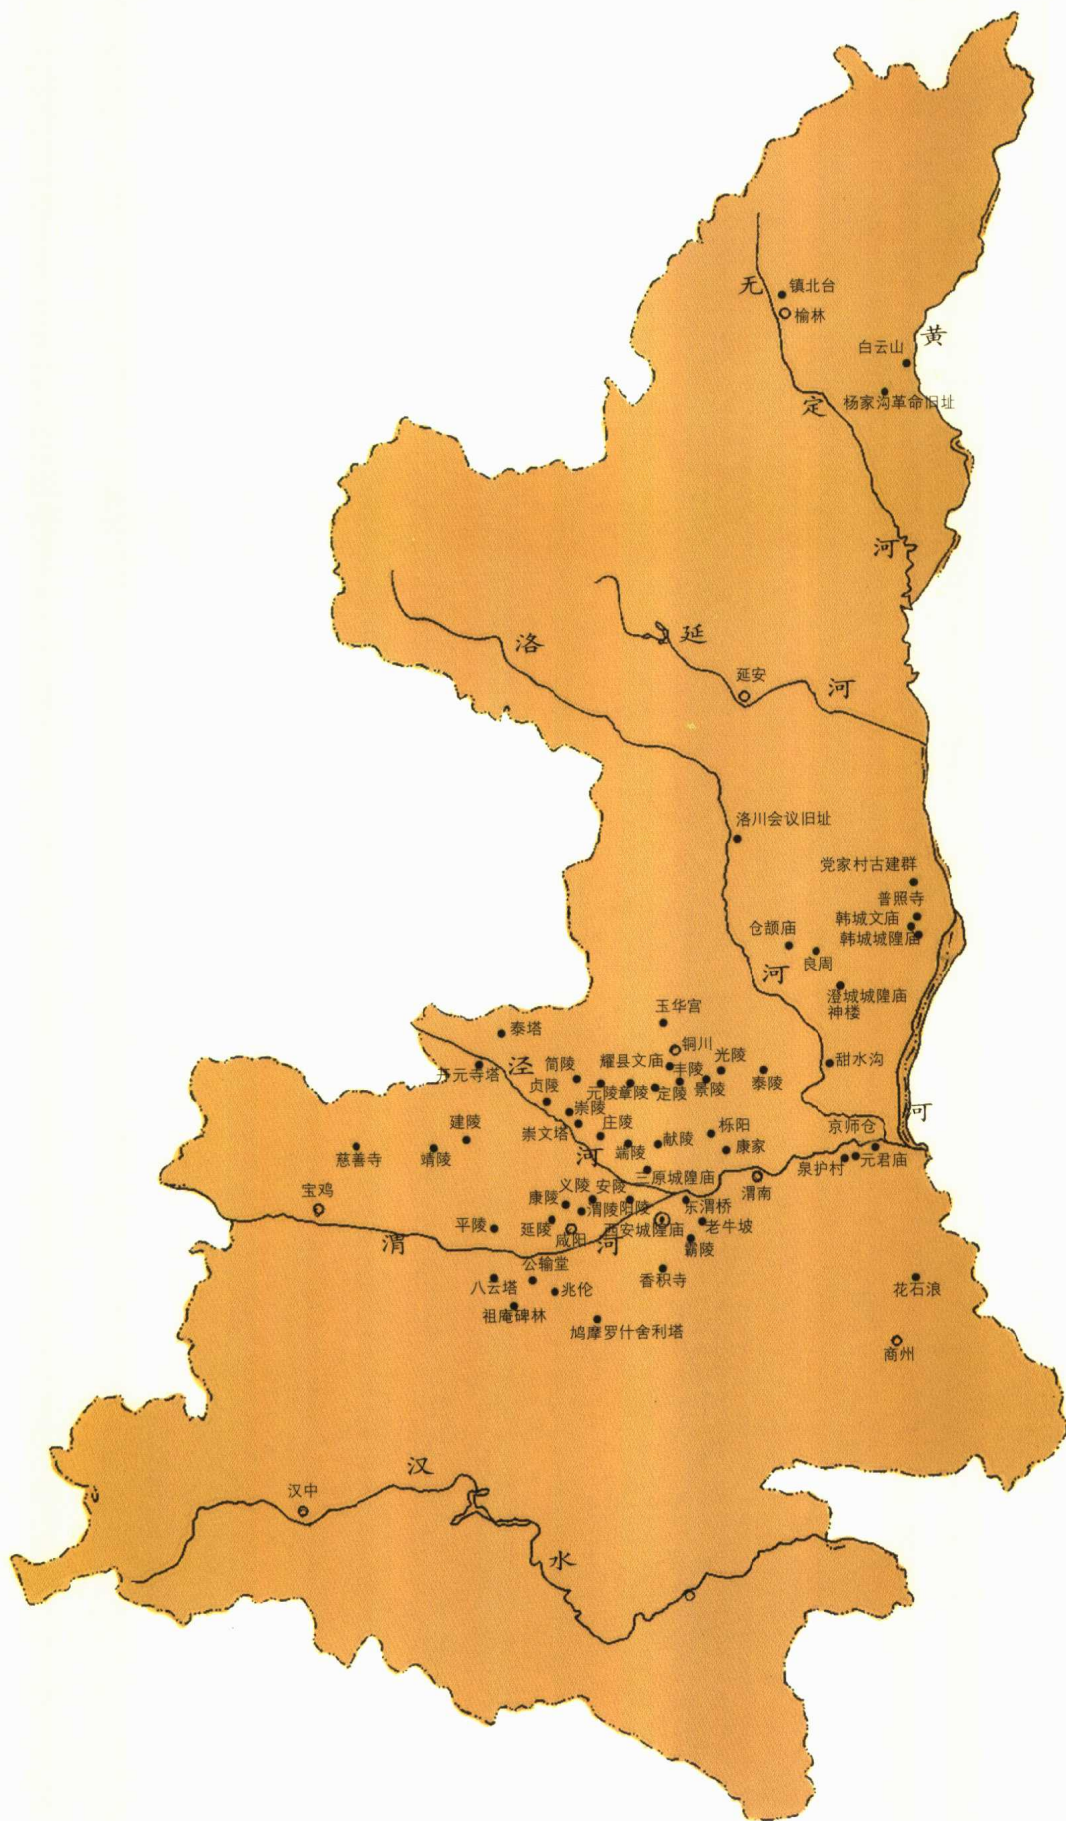 无
镇北台
榆林
黄
白云山
定
杨家沟革命旧址
河
洛
延
延安
河
洛川会议旧址
党家村古建群
普照寺
韩城文庙
仓颉庙
韩城城隍庙
良周
河
澄城城隍庙
神楼
玉华宫
泰塔
铜川
耀县文庙
光陵
甜水沟
泾
简陵
丰陵
开元寺塔
元陵
章陵
定陵
景陵
泰陵
贞陵
崇陵
河
建陵
崇文塔
庄陵
栎阳
京师仓
慈善寺
靖陵
河
端陵
献陵
康家
泉护村
元君庙
三原城隍庙
宝鸡
康陵
义陵
安陵
渭南
渭陵
阳陵
东渭桥
平陵
延陵
咸阳
西安城隍庙
老牛坡
渭
河
霸陵
公输堂
香积寺
八云塔
兆伦
花石浪
祖庵碑林
鸠摩罗什舍利塔
商州
汉
汉中
水